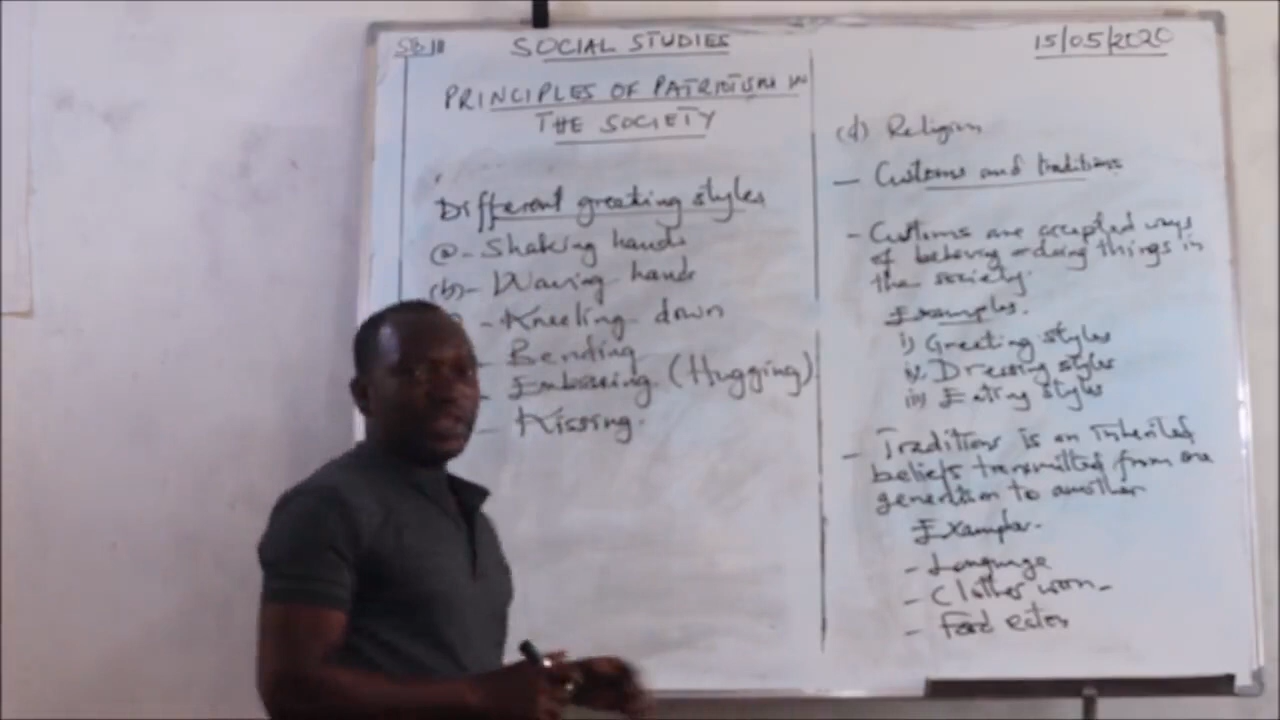 SOCIAL STUDIES
15/05/2020
PRINCIPLES OF PATRIOTISM IN
THE SOCIETY
Different greeting styles
(a) - Shaking hands
(b) - Waving hands
- Kneeling down
- Bending
- Embracing (Hugging)
- Kissing.
(d) Religion
- Customs and traditions
- Customs are accepted ways
of behaving or doing things in
the society.
Examples.
i) Greeting styles
ii) Dressing styles
iii) Eating styles
- Traditions is an inherited
beliefs transmitted from one
generation to another
Examples.
- Language
- Clothes worn
- Food eaten